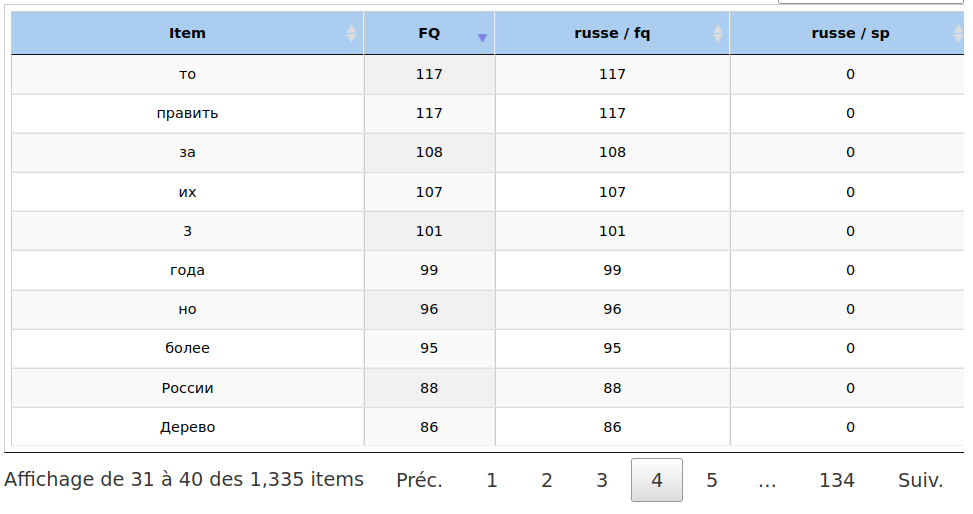 Item FQ russe / fq russe / sp
то 117 117 0
править 117 117 0
за 108 108 0
их 107 107 0
3 101 101 0
года 99 99 0
но 96 96 0
более 95 95 0
России 88 88 0
Дерево 86 86 0
Affichage de 31 à 40 des 1,335 items Préc. 1 2 3 4 5 … 134 Suiv.